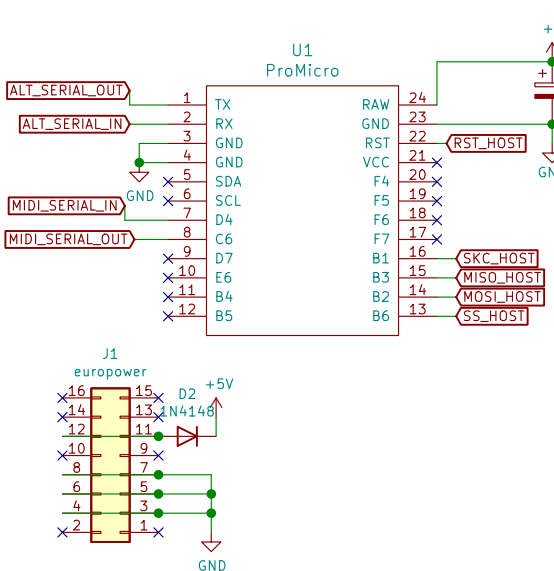 U1
ProMicro
+
+
ALT_SERIAL_OUT 1 TX RAW 24
ALT_SERIAL_IN 2 RX GND 23
3 GND RST 22 RST_HOST
4 GND VCC 21
GND
5 SDA F4 20
6 SCL F5 19
MIDI_SERIAL_IN 7 D4 F6 18
MIDI_SERIAL_OUT 8 C6 F7 17
9 D7 B1 16 SKC_HOST
10 E6 B3 15 MISO_HOST
11 B4 B2 14 MOSI_HOST
12 B5 B6 13 SS_HOST
J1
europower
D2
1N4148
+5V
16 15
14 13
12 11
10 9
8 7
6 5
4 3
2 1
GND